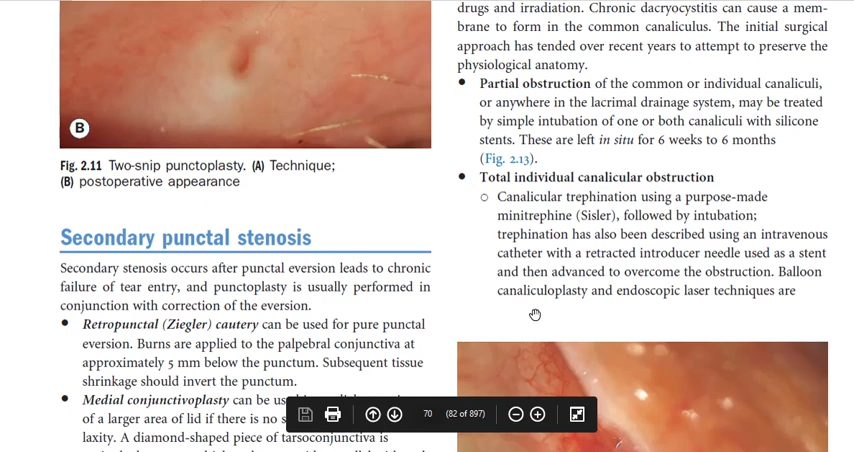 B
Fig. 2.11 Two-snip punctoplasty. (A) Technique;
(B) postoperative appearance
Secondary punctal stenosis
Secondary stenosis occurs after punctal eversion leads to chronic
failure of tear entry, and punctoplasty is usually performed in
conjunction with correction of the eversion.
• Retropunctal (Ziegler) cautery can be used for pure punctal
eversion. Burns are applied to the palpebral conjunctiva at
approximately 5 mm below the punctum. Subsequent tissue
shrinkage should invert the punctum.
• Medial conjunctivoplasty can be
of a larger area of lid if there is no
laxity. A diamond-shaped piece of tarsoconjunctiva is
drugs and irradiation. Chronic dacryocystitis can cause a mem-
brane to form in the common canaliculus. The initial surgical
approach has tended over recent years to attempt to preserve the
physiological anatomy.
• Partial obstruction of the common or individual canaliculi,
or anywhere in the lacrimal drainage system, may be treated
by simple intubation of one or both canaliculi with silicone
stents. These are left in situ for 6 weeks to 6 months
(Fig. 2.13).
• Total individual canalicular obstruction
○ Canalicular trephination using a purpose-made
minitrephine (Sisler), followed by intubation;
trephination has also been described using an intravenous
catheter with a retracted introducer needle used as a stent
and then advanced to overcome the obstruction. Balloon
canaliculoplasty and endoscopic laser techniques are
70 (82 of 897)